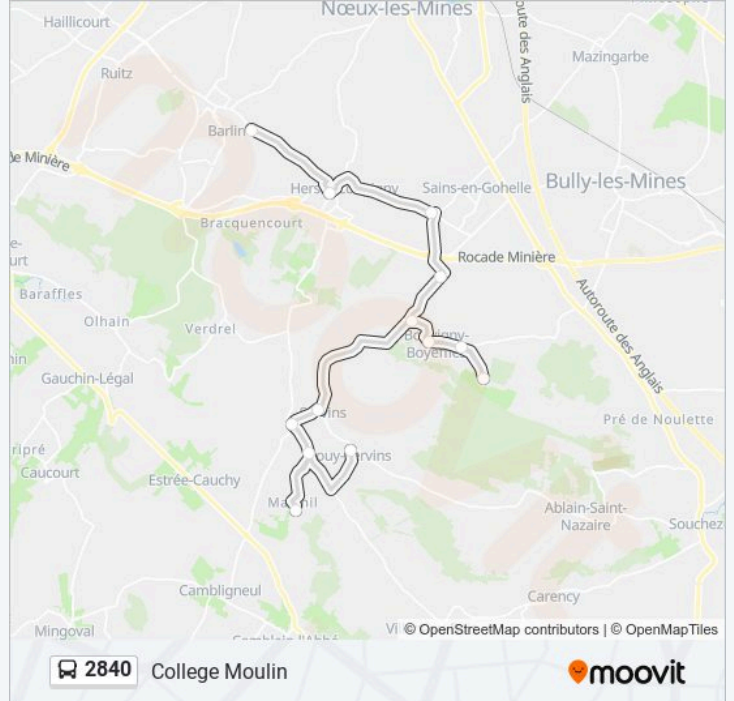 Nœux-les-Mines
Haillicourt
Mazingarbe
Ruitz
route des Anglais
Barlin
Rocade Minière
Sains-en-Gohelle
Bully-les-Mines
Bracquencourt
Rocade Minière
Baraffles
Olhain
Verdrel
Autoroute des Anglais
Gauchin-Légal
Pré de Noulette
Caucourt
Estrée-Cauchy
Ablain-Saint-
Nazaire
Souchez
Cambligneul
Carency
Mingoval
© OpenStreetMap contributors | © OpenMapTiles
2840
College Moulin
moovit